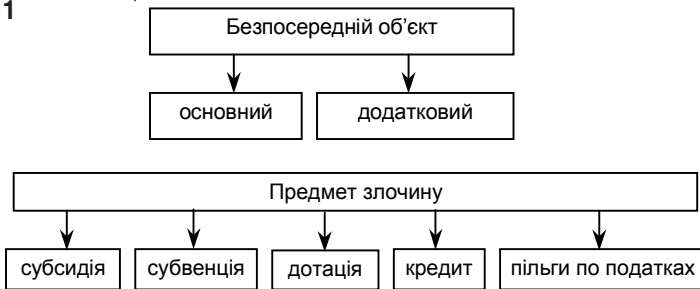 1
Безпосередній об’єкт
основний додатковий
Предмет злочину
субсидія субвенція дотація кредит пільги по податках